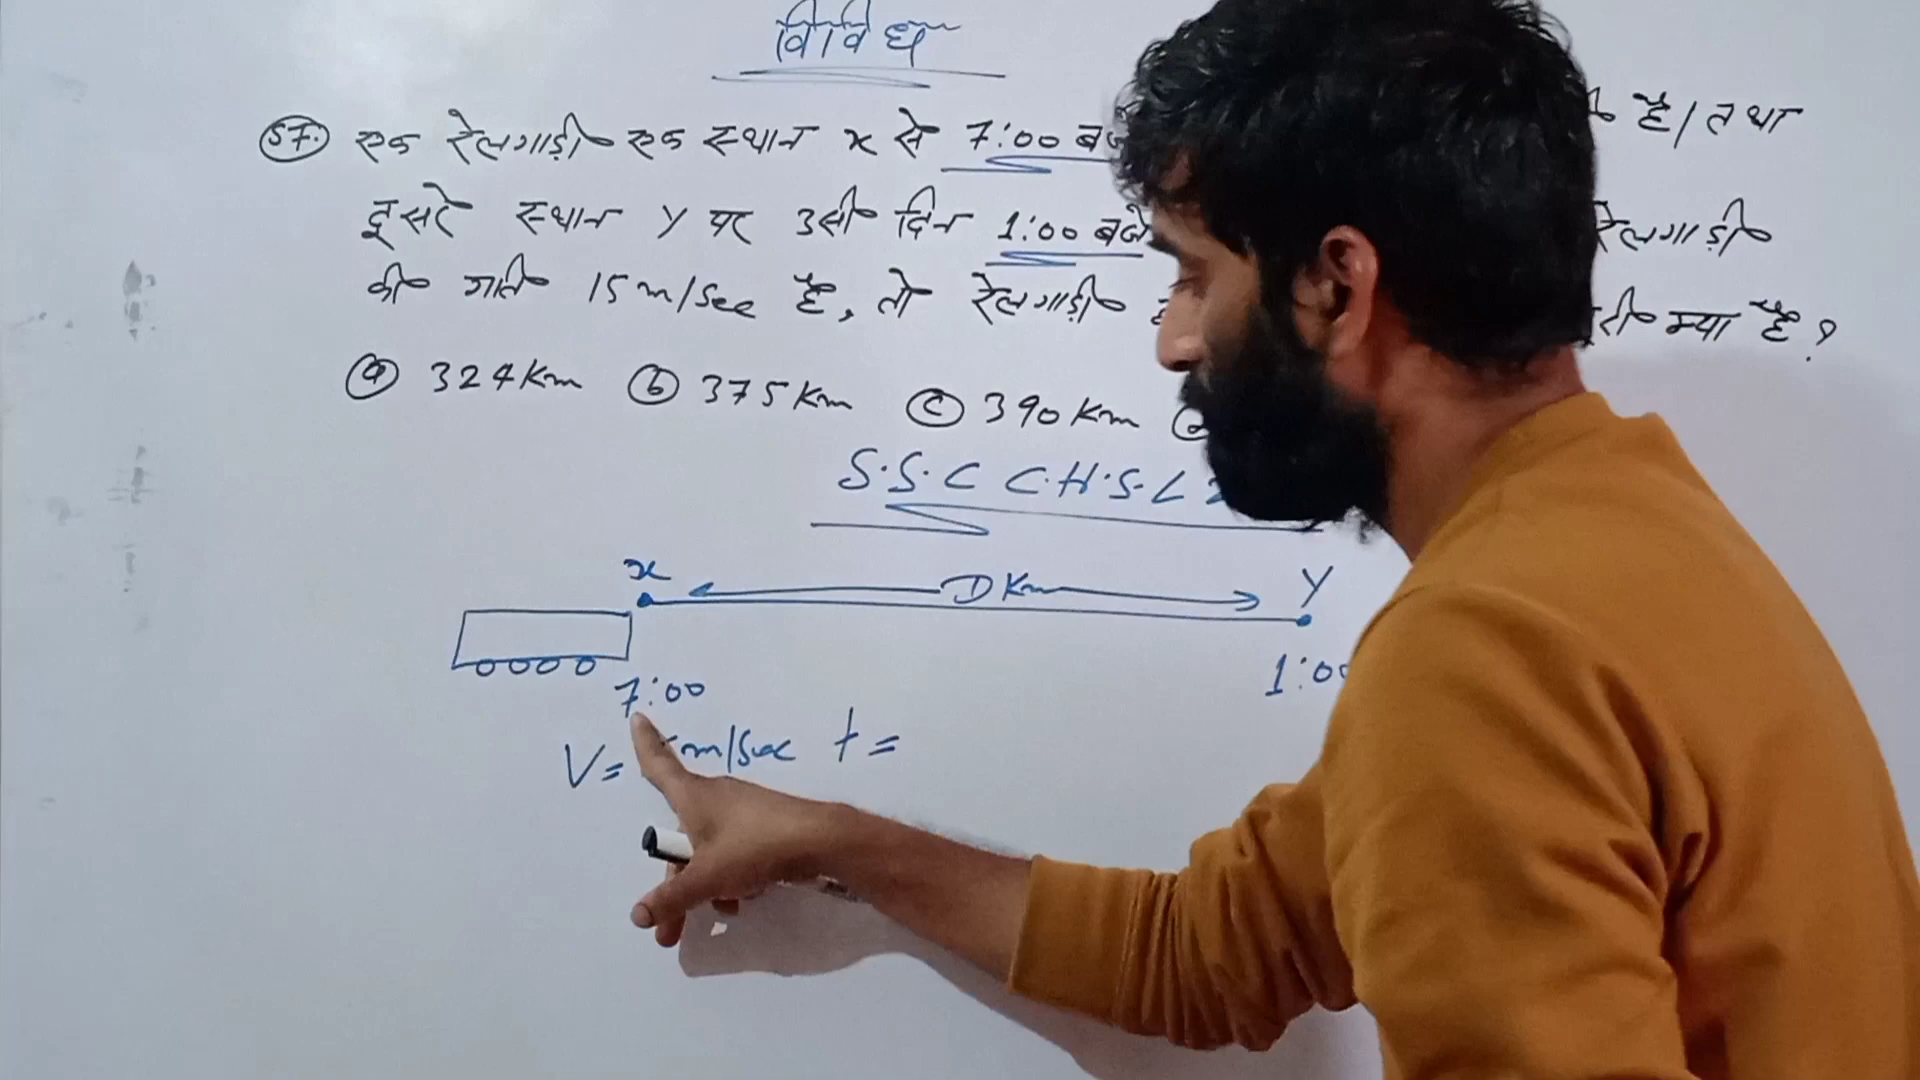 विविध
57. एक रेलगाड़ी एक स्थान x से 7:00 है। तथा
दूसरे स्थान y पर उसी दिन 1:00 बजे रेलगाड़ी
की गति 15 m/sec है, तो रेलगाड़ी क्या है?
(a) 324 Km (b) 375 Km (c) 390 Km
S.S.C C.H.S.L
x D Km Y
7:00 1:00
V = m/sec t =